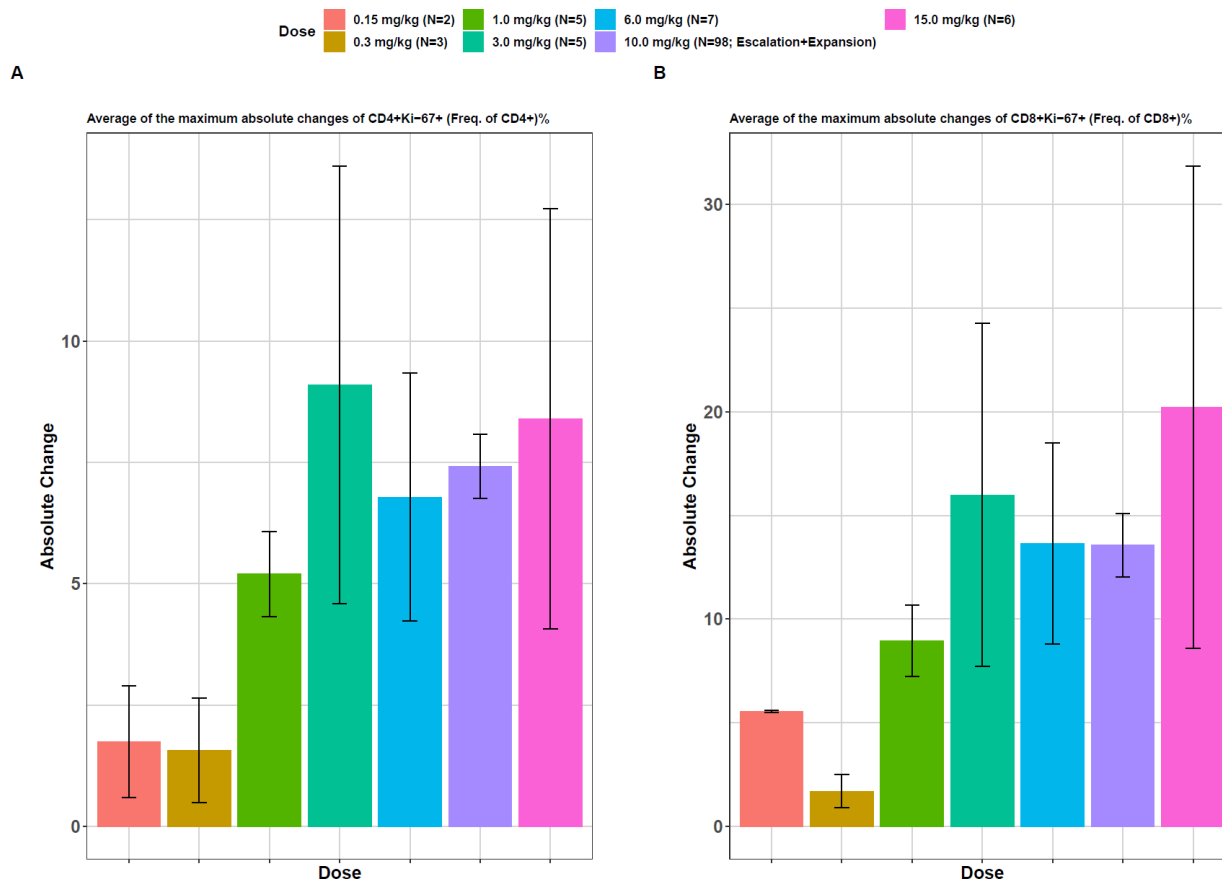 Dose
0.15 mg/kg (N=2)
1.0 mg/kg (N=5)
6.0 mg/kg (N=7)
15.0 mg/kg (N=6)
0.3 mg/kg (N=3)
3.0 mg/kg (N=5)
10.0 mg/kg (N=98; Escalation+Expansion)
A
Average of the maximum absolute changes of CD4+Ki−67+ (Freq. of CD4+)%
Absolute Change
10
5
0
Dose
B
Average of the maximum absolute changes of CD8+Ki−67+ (Freq. of CD8+)%
Absolute Change
30
20
10
0
Dose